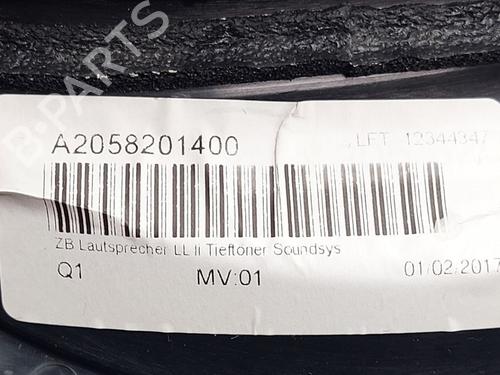 B-PARTS
A2058201400
LFT 12344347
ZB Lautsprecher LL li Tieftöner Soundsys
Q1 MV:01 01/02/2017